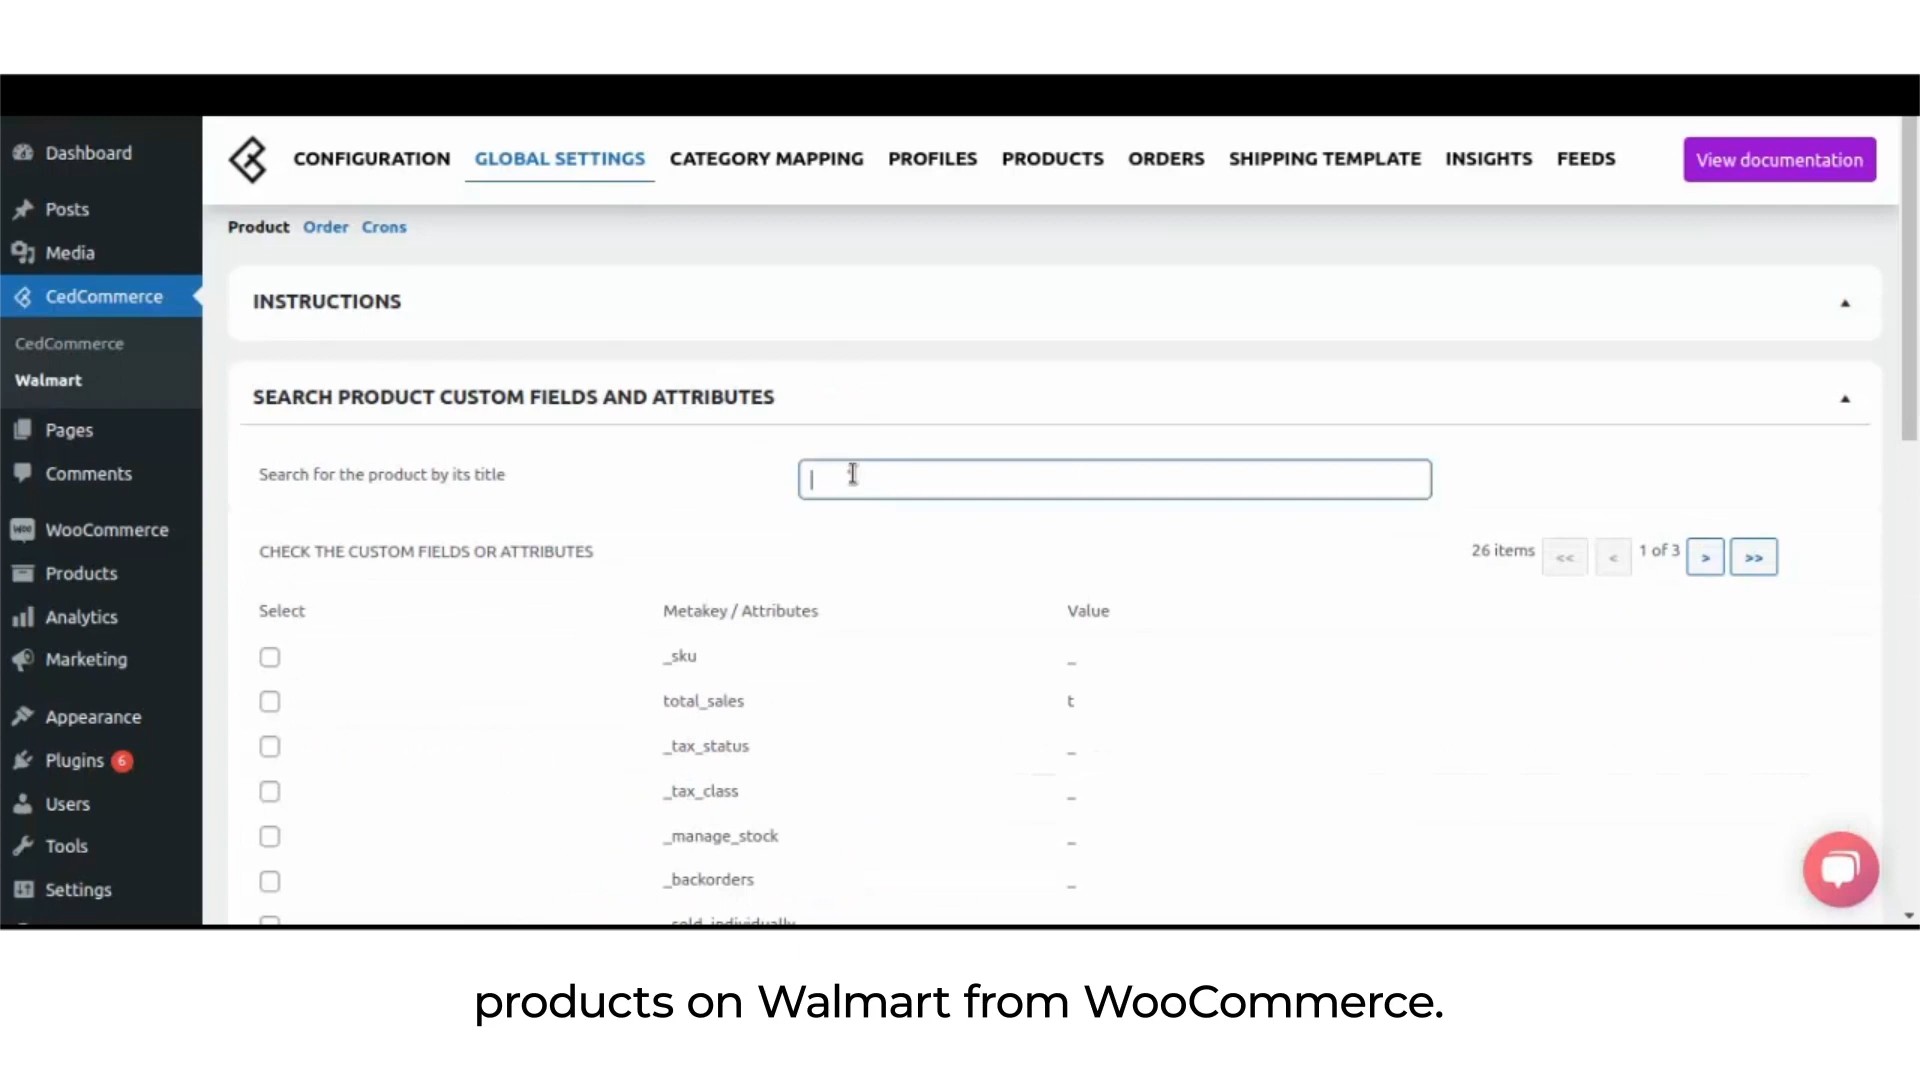 Dashboard
Posts
Media
CedCommerce
CedCommerce
Walmart
Pages
Comments
WooCommerce
Products
Analytics
Marketing
Appearance
Plugins 6
Users
Tools
Settings
CONFIGURATION GLOBAL SETTINGS CATEGORY MAPPING PROFILES PRODUCTS ORDERS SHIPPING TEMPLATE INSIGHTS FEEDS View documentation
Product Order Crons
INSTRUCTIONS
SEARCH PRODUCT CUSTOM FIELDS AND ATTRIBUTES
Search for the product by its title
CHECK THE CUSTOM FIELDS OR ATTRIBUTES 26 items << < 1 of 3 > >>
Select Metakey / Attributes Value
_sku _
total_sales t
_tax_status _
_tax_class _
_manage_stock _
_backorders _
_sold_individually
products on Walmart from WooCommerce.